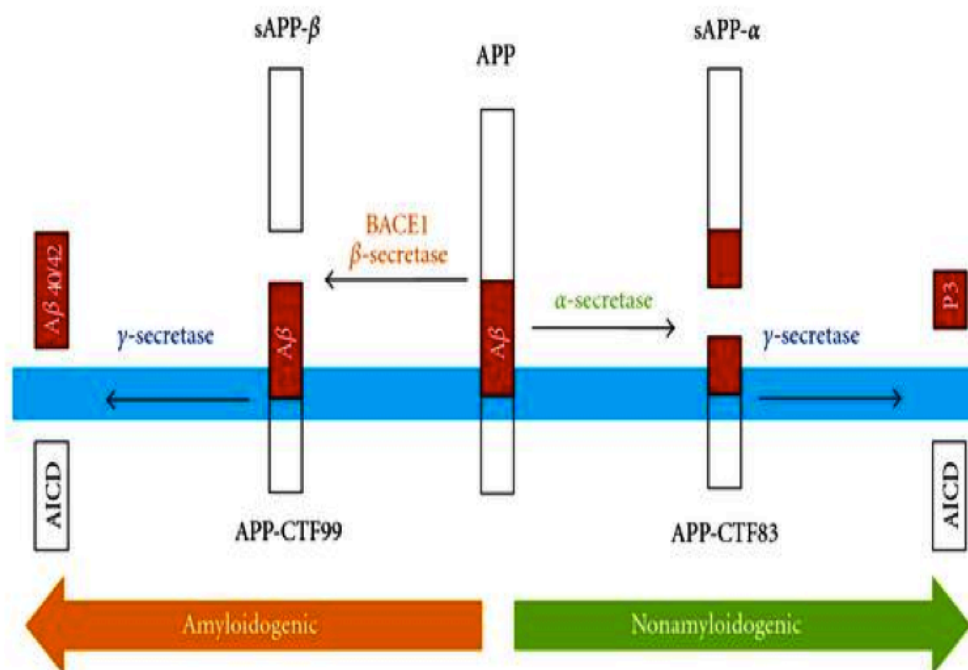 sAPP-β
APP
sAPP-α
BACE1
β-secretase
Aβ 40/42
γ-secretase
Aβ
Aβ
α-secretase
γ-secretase
P3
AICD
APP-CTF99
APP-CTF83
AICD
Amyloidogenic
Nonamyloidogenic